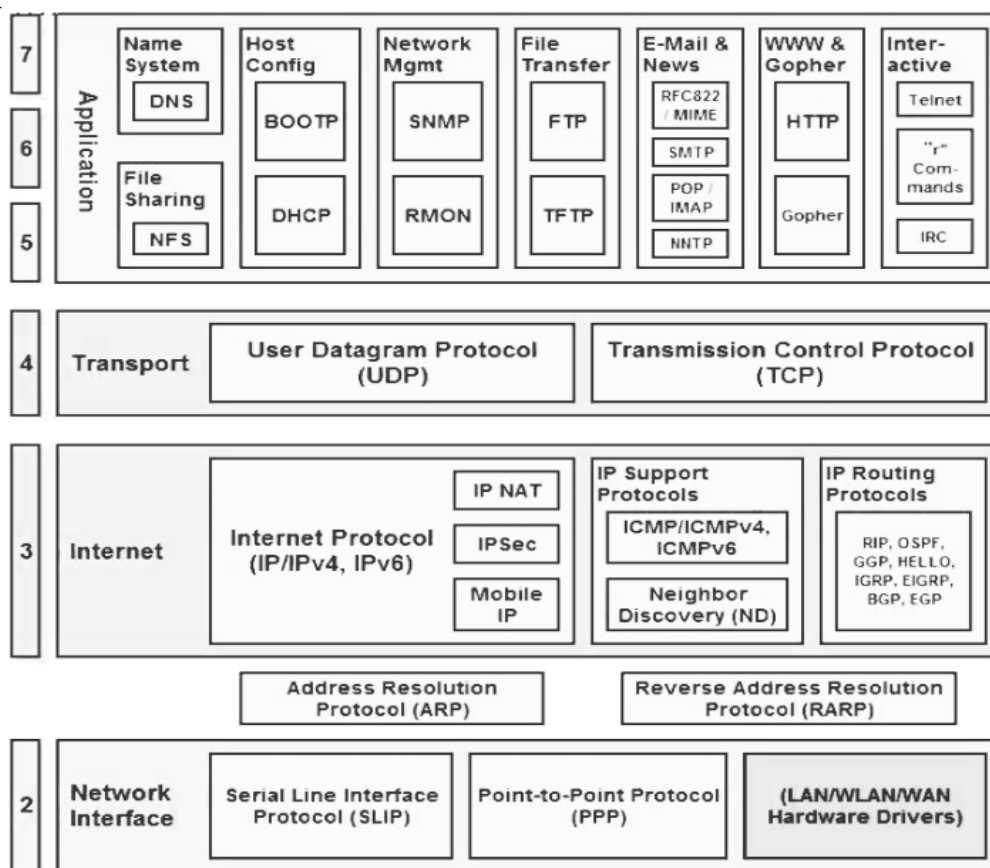 7
6
5
Application
Name
System
DNS
File
Sharing
NFS
Host
Config
BOOTP
DHCP
Network
Mgmt
SNMP
RMON
File
Transfer
FTP
TFTP
E-Mail &
News
RFC822
/ MIME
SMTP
POP /
IMAP
NNTP
WWW &
Gopher
HTTP
Gopher
Inter-
active
Telnet
"r"
Com-
mands
IRC
4
Transport
User Datagram Protocol
(UDP)
Transmission Control Protocol
(TCP)
3
Internet
Internet Protocol
(IP/IPv4, IPv6)
IP NAT
IPSec
Mobile
IP
IP Support
Protocols
ICMP/ICMPv4,
ICMPv6
Neighbor
Discovery (ND)
IP Routing
Protocols
RIP, OSPF,
GGP, HELLO,
IGRP, EIGRP,
BGP, EGP
Address Resolution
Protocol (ARP)
Reverse Address Resolution
Protocol (RARP)
2
Network
Interface
Serial Line Interface
Protocol (SLIP)
Point-to-Point Protocol
(PPP)
(LAN/WLAN/WAN
Hardware Drivers)